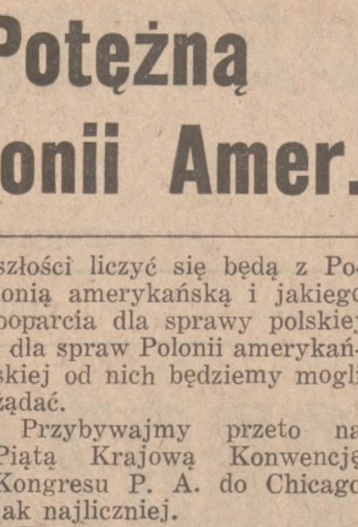 Potężną
onii Amer.
szłości liczyć się będą z Po-
onią amerykańską i jakiego
poparcia dla sprawy polskiej
dla spraw Polonii amerykań-
skiej od nich będziemy mogli
żądać.
Przybywajmy przeto na
Piątą Krajową Konwencję
Kongresu P. A. do Chicago
jak najliczniej.